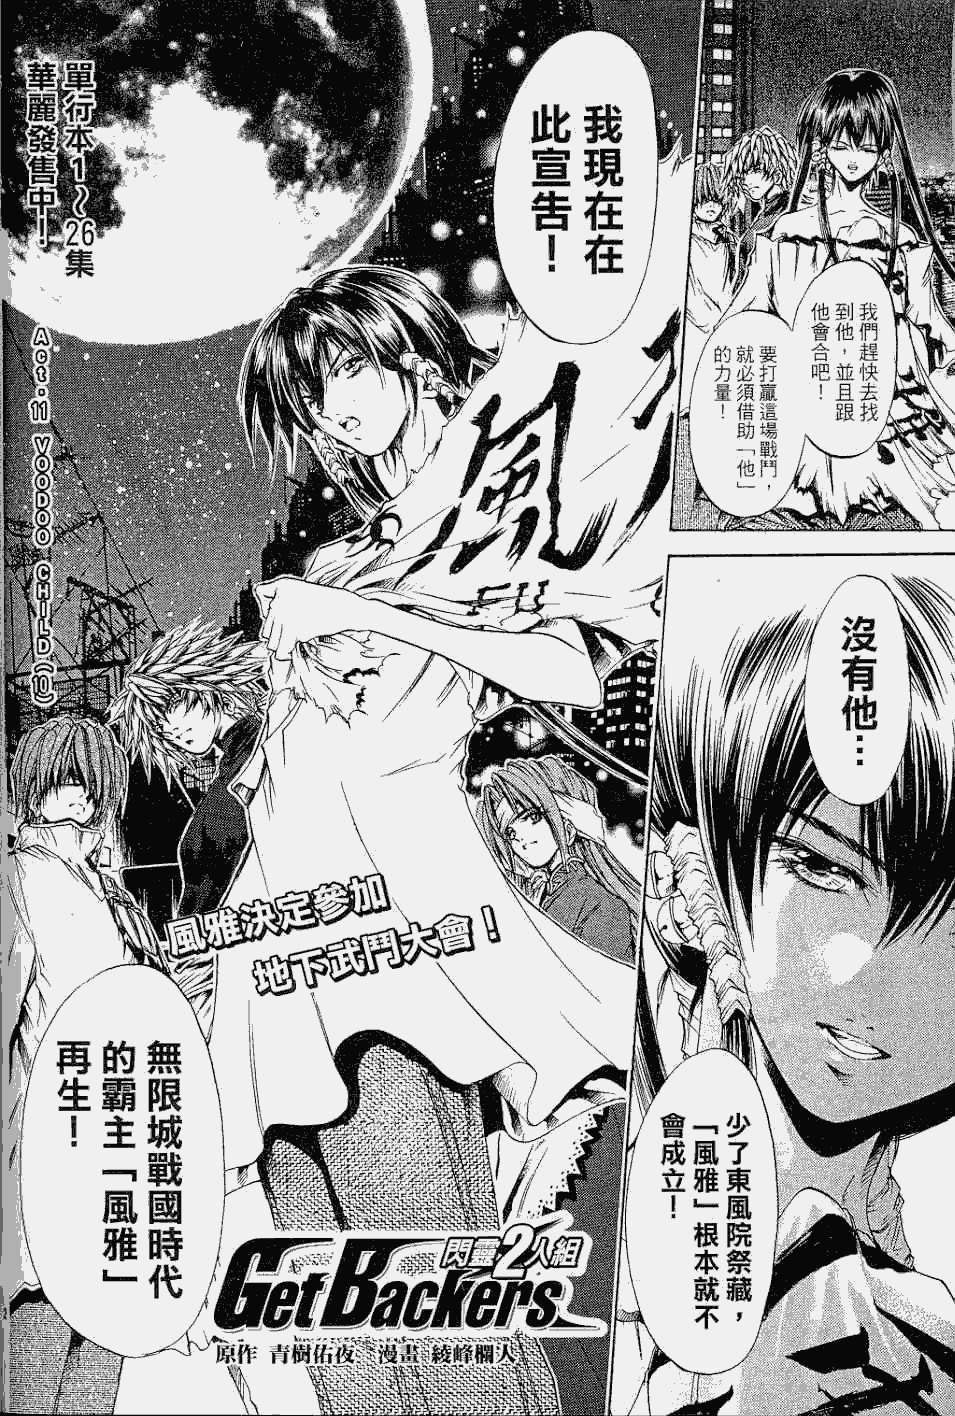 我們趕快去找
到他，並且跟
他會合吧！
要打贏這場戰鬥，
就必須借助「他」
的力量！
沒有他…
少了東風院祭藏，
「風雅」根本就不
會成立！
我現在在
此宣告！
風
FU
無限城戰國時代
的霸主「風雅」
再生！
風雅決定參加
地下武鬥大會！
單行本1～26集
華麗發售中！
Act·11 VOODOO CHILD (10)
GetBackers
閃靈2人組
原作 青樹佑夜 漫畫 綾峰欄人